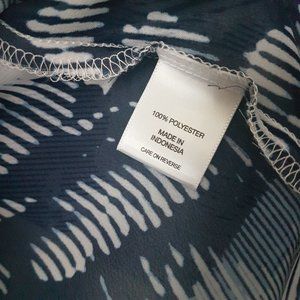 100% POLYESTER
MADE IN
INDONESIA
CARE ON REVERSE